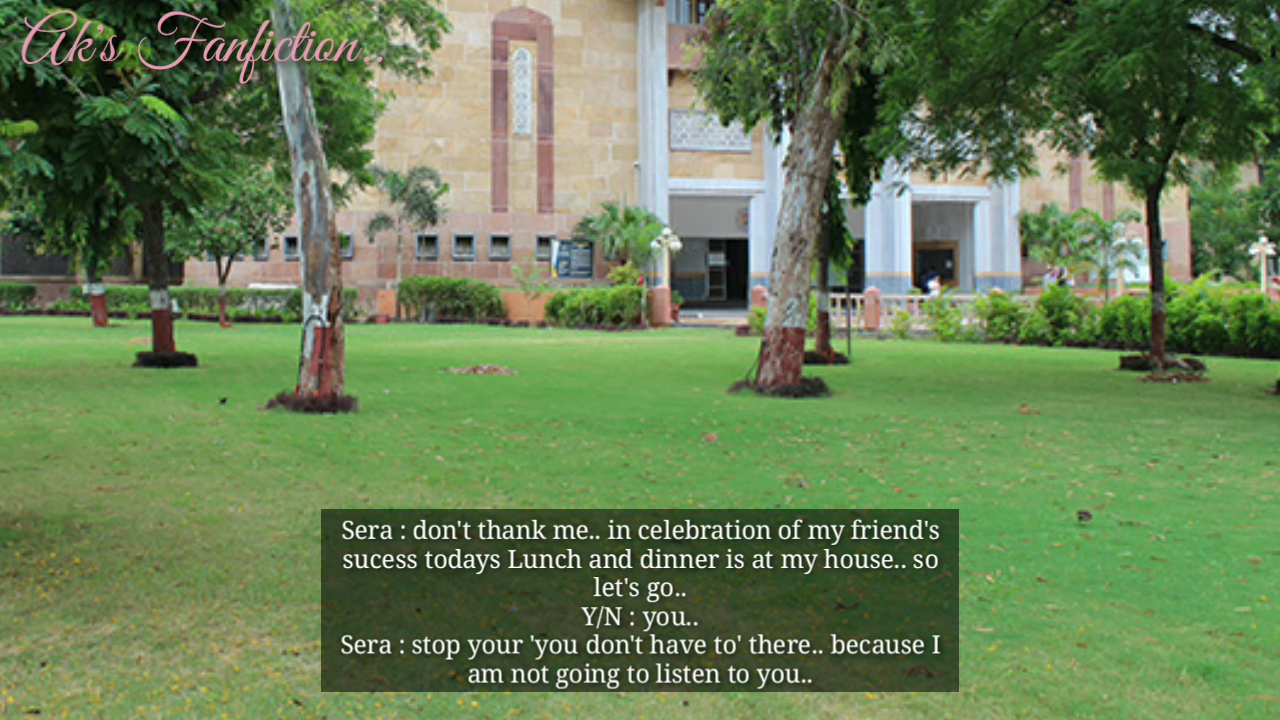 Ak's Fanfiction..
Sera : don't thank me.. in celebration of my friend's
sucess todays Lunch and dinner is at my house.. so
let's go..
Y/N : you..
Sera : stop your 'you don't have to' there.. because I
am not going to listen to you..